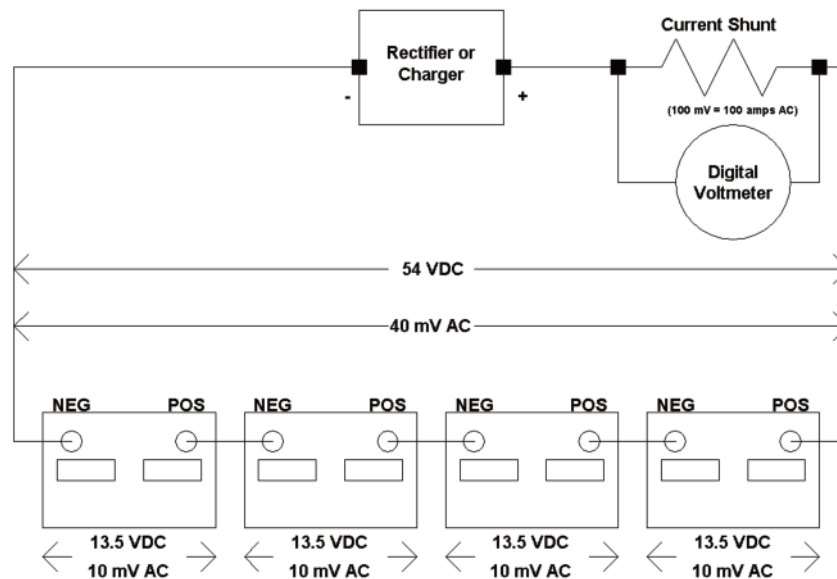 Current Shunt
Rectifier or
Charger
-
+
(100 mV = 100 amps AC)
Digital
Voltmeter
54 VDC
40 mV AC
NEG POS NEG POS NEG POS NEG POS
13.5 VDC 13.5 VDC 13.5 VDC 13.5 VDC
10 mV AC 10 mV AC 10 mV AC 10 mV AC